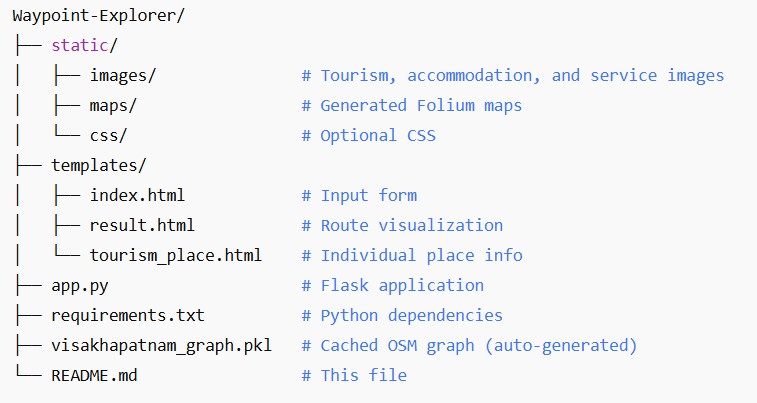 Waypoint-Explorer/
├── static/
│   ├── images/               # Tourism, accommodation, and service images
│   ├── maps/                 # Generated Folium maps
│   └── css/                  # Optional CSS
├── templates/
│   ├── index.html            # Input form
│   ├── result.html           # Route visualization
│   └── tourism_place.html    # Individual place info
├── app.py                    # Flask application
├── requirements.txt          # Python dependencies
├── visakhapatnam_graph.pkl   # Cached OSM graph (auto-generated)
└── README.md                 # This file